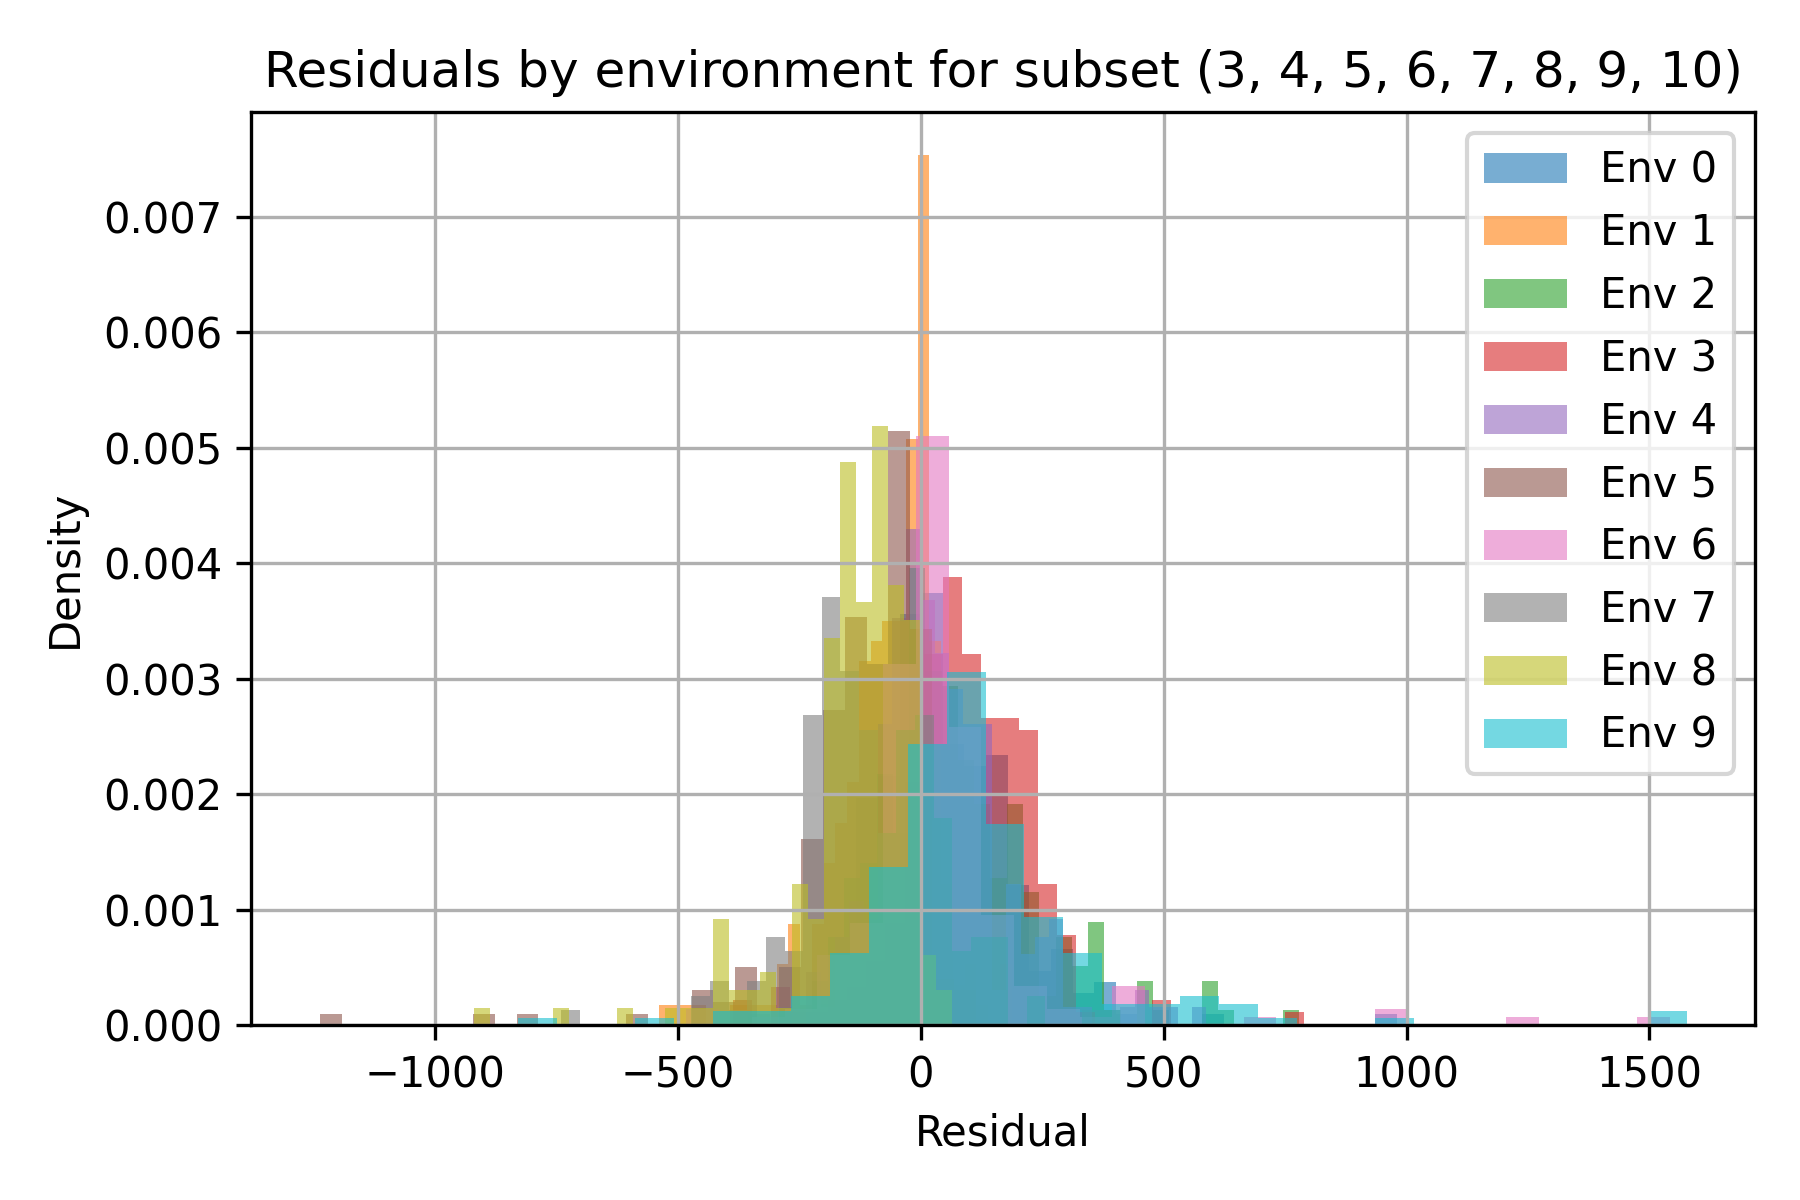 Residuals by environment for subset (3, 4, 5, 6, 7, 8, 9, 10)
Density
0.007
0.006
0.005
0.004
0.003
0.002
0.001
0.000
Env 0
Env 1
Env 2
Env 3
Env 4
Env 5
Env 6
Env 7
Env 8
Env 9
−1000 −500 0 500 1000 1500
Residual